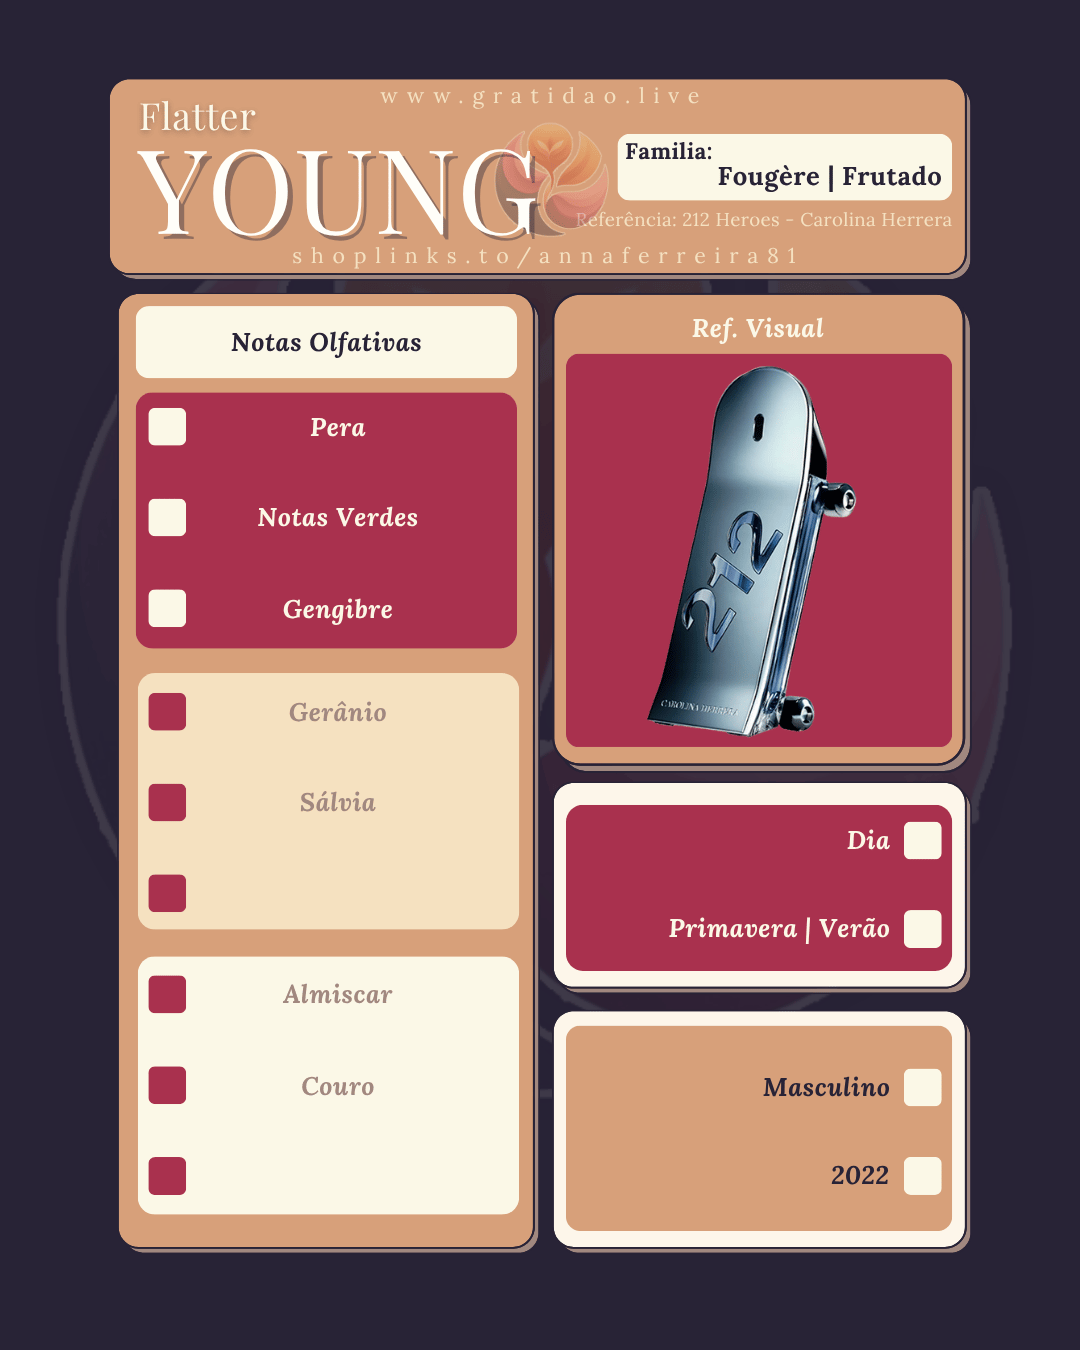 www.gratidao.live
Flatter
YOUNG
Familia:
Fougère | Frutado
Referência: 212 Heroes - Carolina Herrera
shoplinks.to/annaferreira81
Notas Olfativas
Pera
Notas Verdes
Gengibre
Gerânio
Sálvia
Almiscar
Couro
Ref. Visual
212
CAROLINA HERRERA
Dia
Primavera | Verão
Masculino
2022